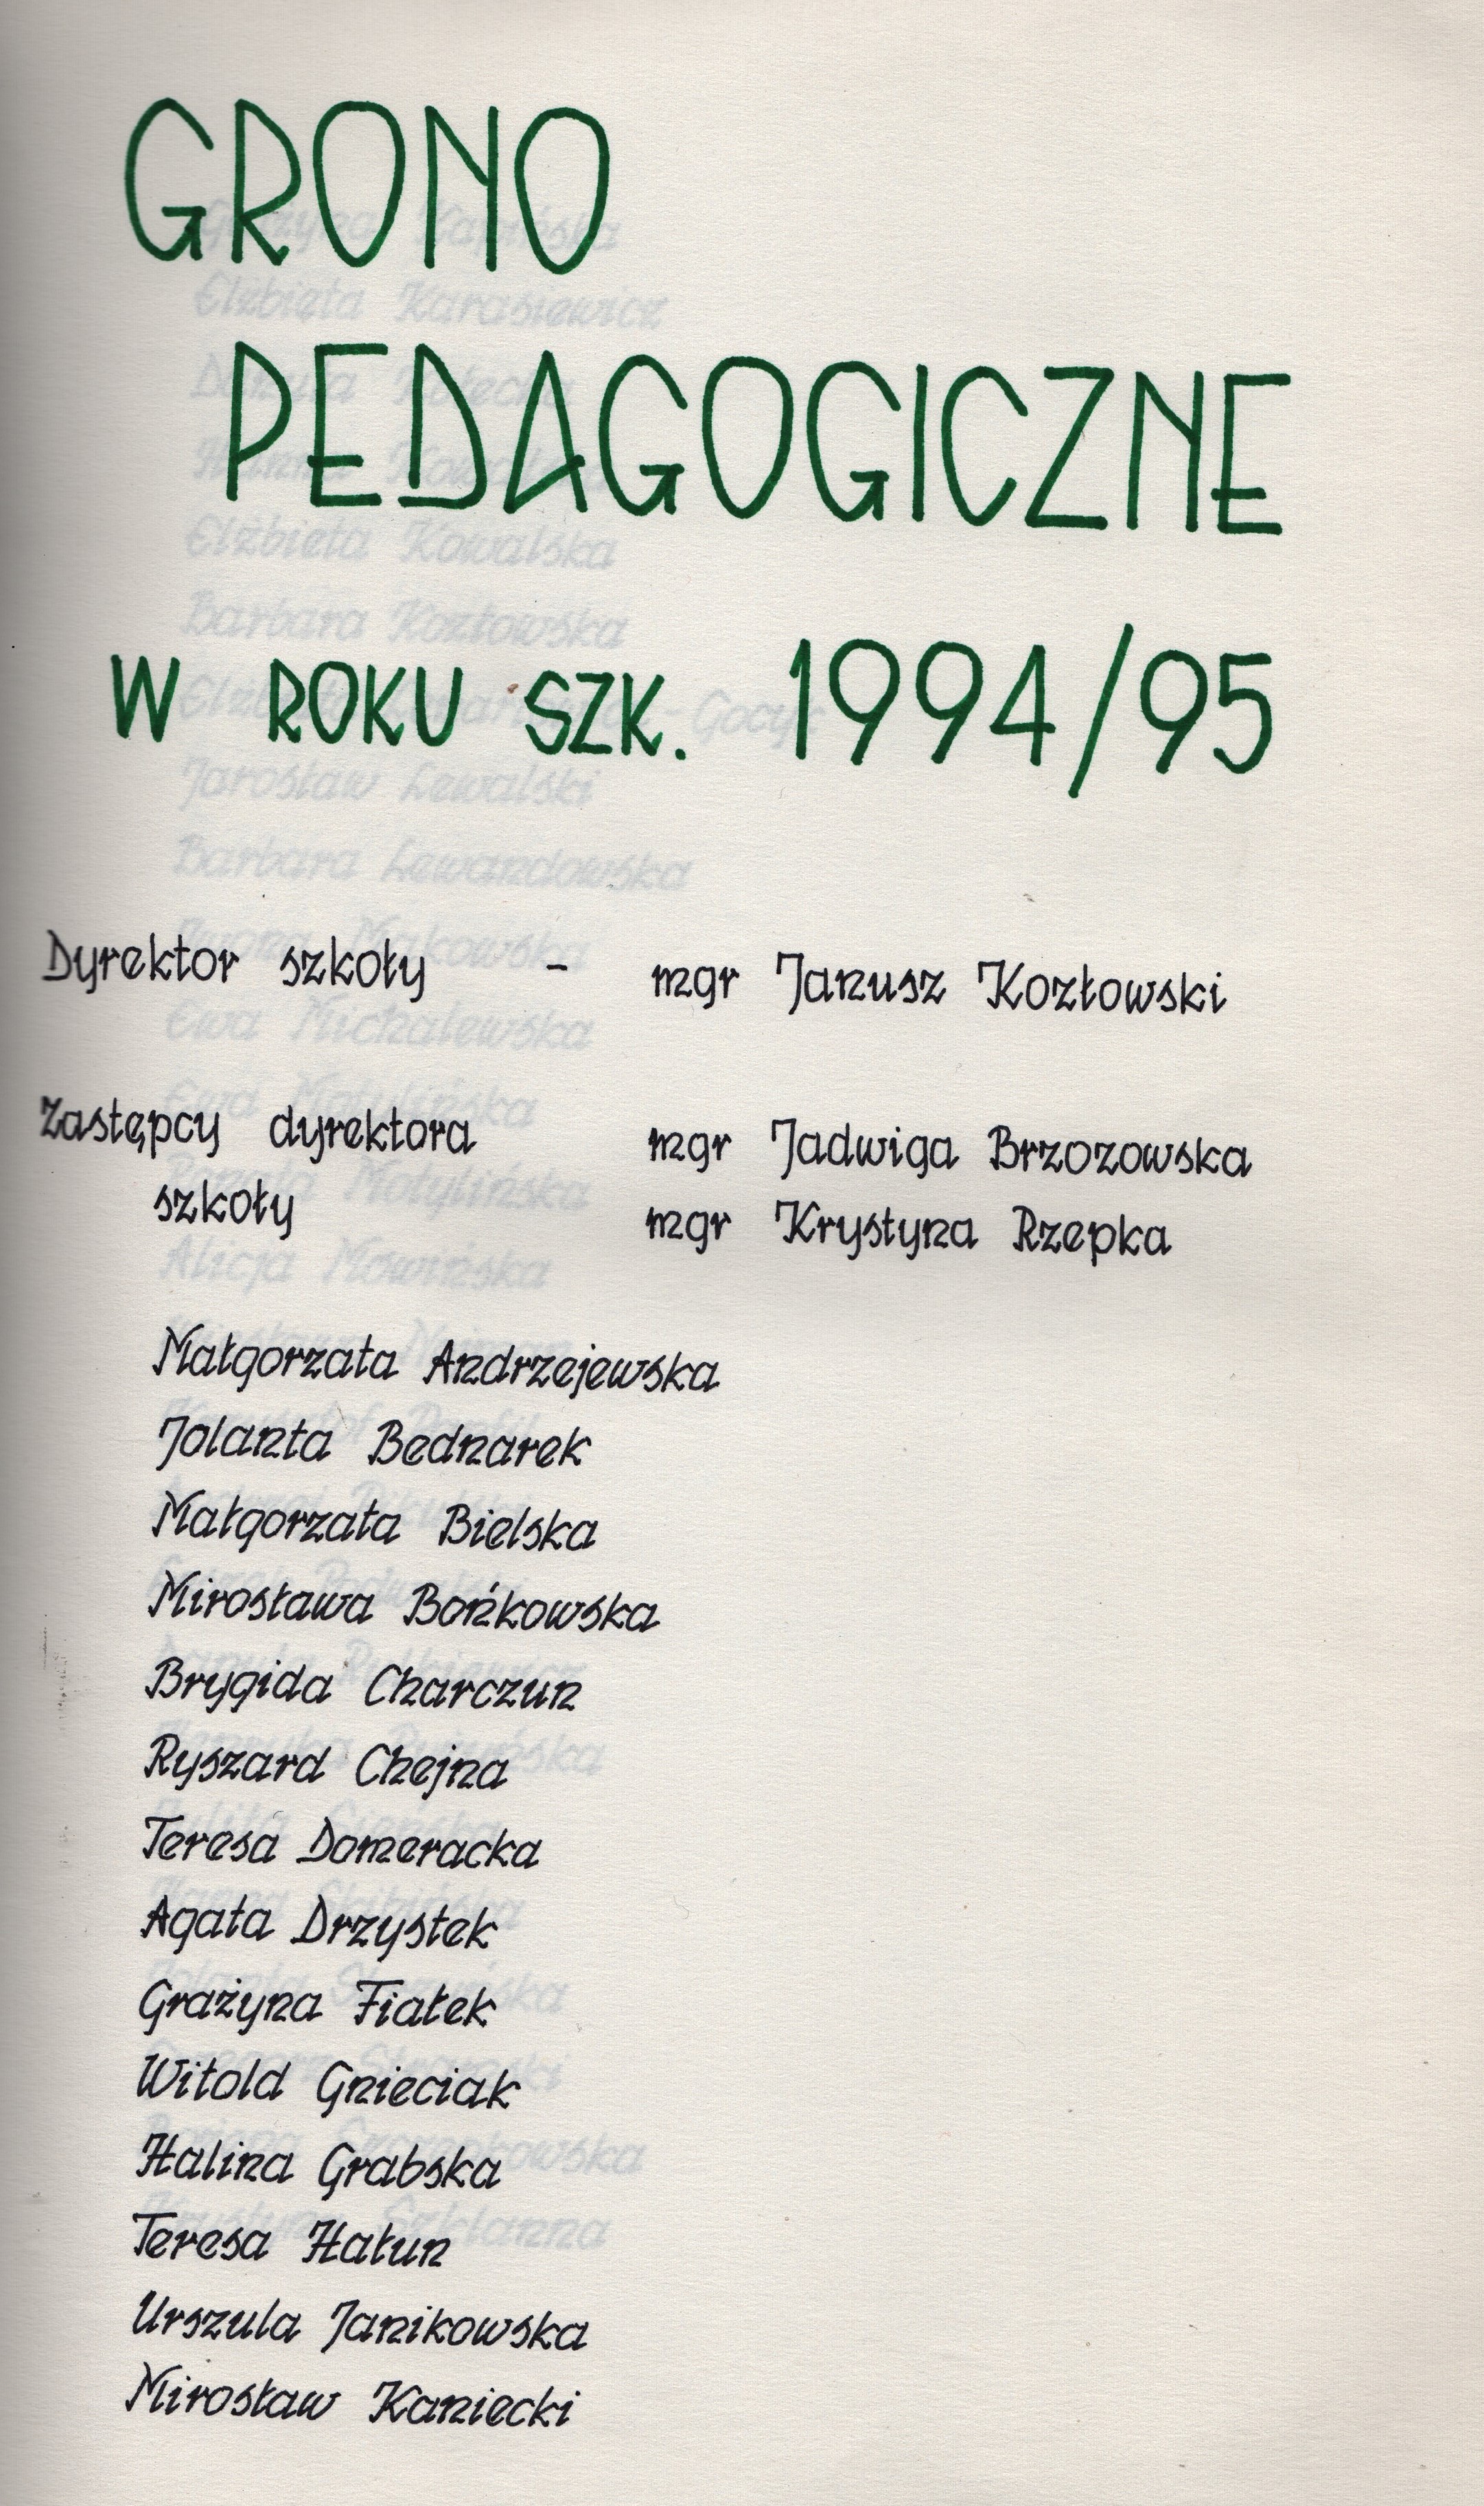 GRONO
PEDAGOGICZNE
W ROKU SZK. 1994/95
Dyrektor szkoły - mgr Janusz Kozłowski
Zastępcy dyrektora mgr Jadwiga Brzozowska
szkoły mgr Krystyna Rzepka
Małgorzata Andrzejewska
Jolanta Bednarek
Małgorzata Bielska
Mirosława Bońkowska
Brygida Charczun
Ryszard Chejna
Teresa Domeracka
Agata Drzystek
Grażyna Fiałek
Witold Gnieciak
Halina Grabska
Teresa Hałun
Urszula Janikowska
Mirosław Kaniecki